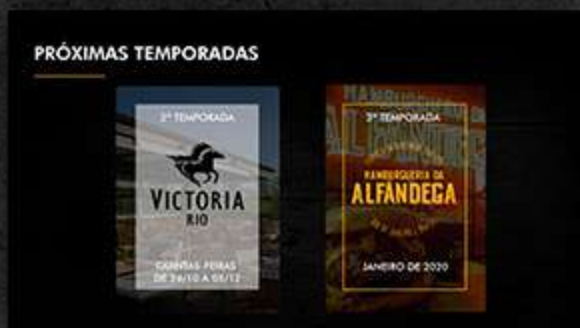 PRÓXIMAS TEMPORADAS
2ª TEMPORADA
VICTORIA
RIO
QUINTAS-FEIRAS
DE 24/10 A 05/12
3ª TEMPORADA
HAMBURGUERIA DA
ALFANDEGA
JANEIRO DE 2020